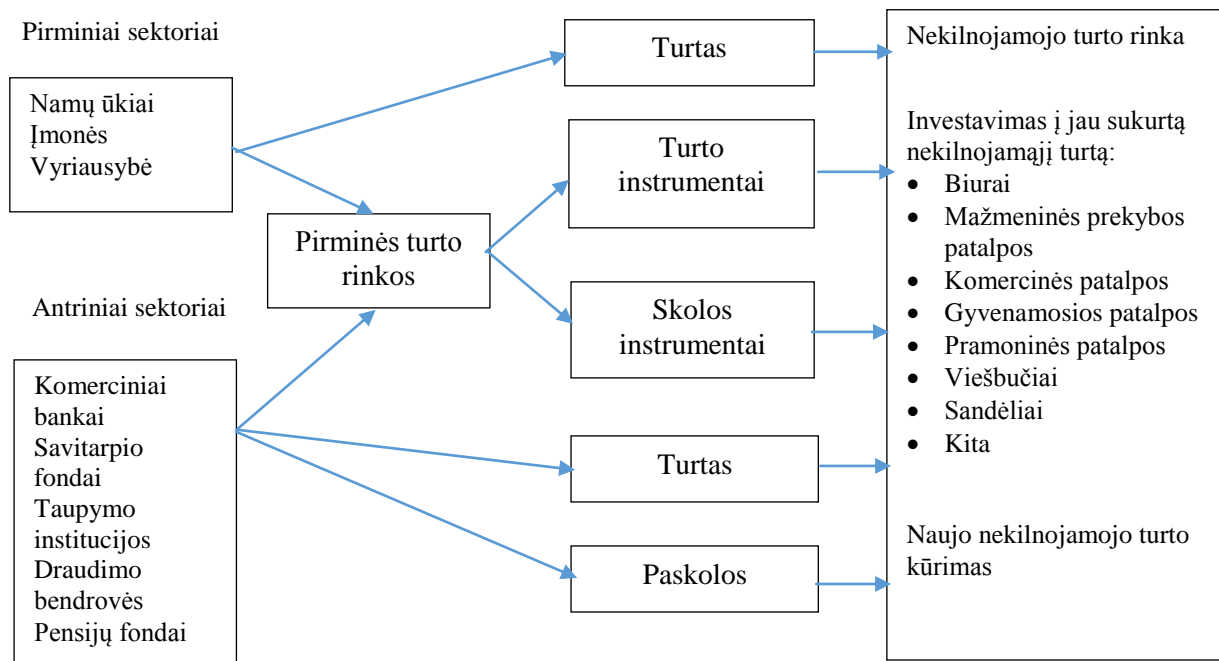 Pirminiai sektoriai
Namų ūkiai
Įmonės
Vyriausybė
Antriniai sektoriai
Komerciniai
bankai
Savitarpio
fondai
Taupymo
institucijos
Draudimo
bendrovės
Pensijų fondai
Pirminės turto
rinkos
Turtas
Turto
instrumentai
Skolos
instrumentai
Turtas
Paskolos
Nekilnojamojo turto rinka
Investavimas į jau sukurtą
nekilnojamąjį turtą:
• Biurai
• Mažmeninės prekybos
patalpos
• Komercinės patalpos
• Gyvenamosios patalpos
• Pramoninės patalpos
• Viešbučiai
• Sandėliai
• Kita
Naujo nekilnojamojo turto
kūrimas